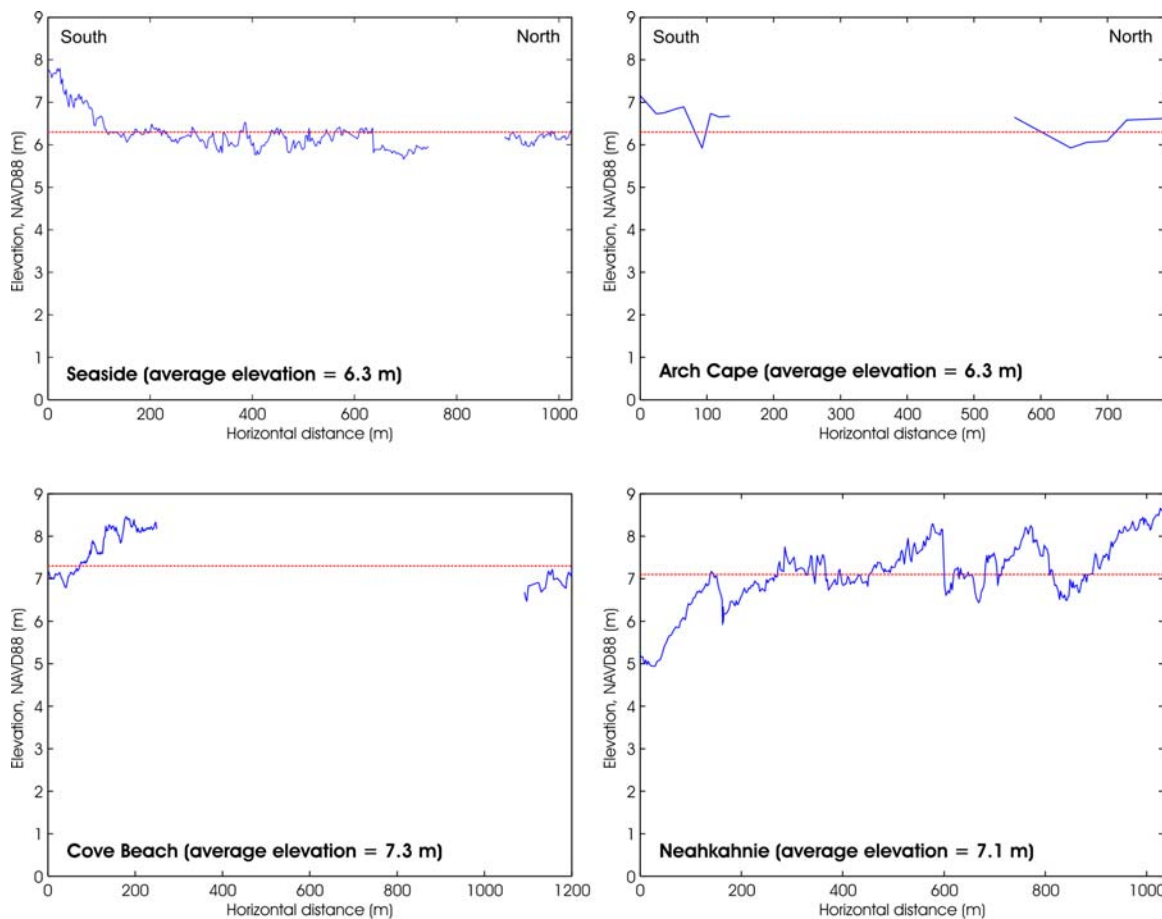 9
8
7
6
5
4
3
2
1
0
Elevation, NAVD88 (m)
South
North
Seaside (average elevation = 6.3 m)
0 200 400 600 800 1000
Horizontal distance (m)
9
8
7
6
5
4
3
2
1
0
Elevation, NAVD88 (m)
South
North
Arch Cape (average elevation = 6.3 m)
0 100 200 300 400 500 600 700
Horizontal distance (m)
9
8
7
6
5
4
3
2
1
0
Elevation, NAVD88 (m)
Cove Beach (average elevation = 7.3 m)
0 200 400 600 800 1000 1200
Horizontal distance (m)
9
8
7
6
5
4
3
2
1
0
Elevation, NAVD88 (m)
Neahkahnie (average elevation = 7.1 m)
0 200 400 600 800 1000
Horizontal distance (m)